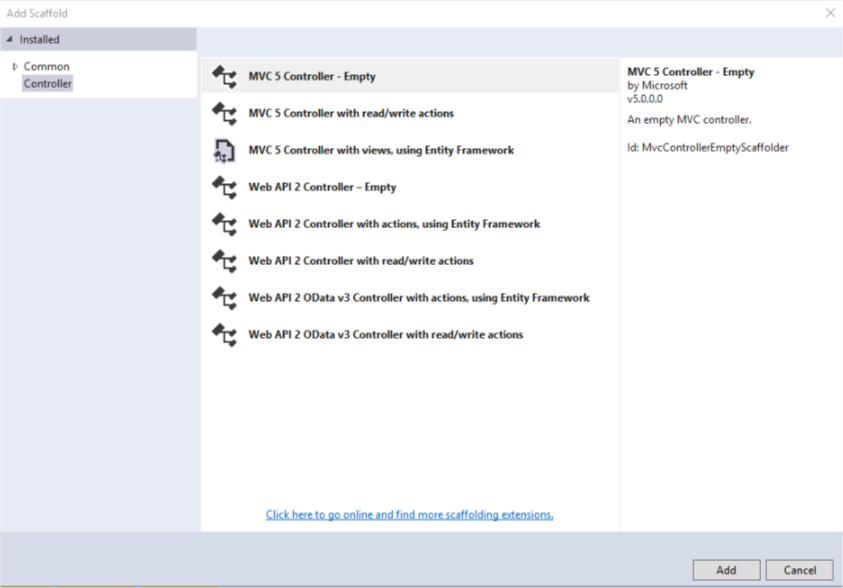 Add Scaffold
Installed
Common
Controller
MVC 5 Controller - Empty
MVC 5 Controller with read/write actions
MVC 5 Controller with views, using Entity Framework
Web API 2 Controller – Empty
Web API 2 Controller with actions, using Entity Framework
Web API 2 Controller with read/write actions
Web API 2 OData v3 Controller with actions, using Entity Framework
Web API 2 OData v3 Controller with read/write actions
Click here to go online and find more scaffolding extensions.
MVC 5 Controller - Empty
by Microsoft
v5.0.0.0
An empty MVC controller.
Id: MvcControllerEmptyScaffolder
Add
Cancel